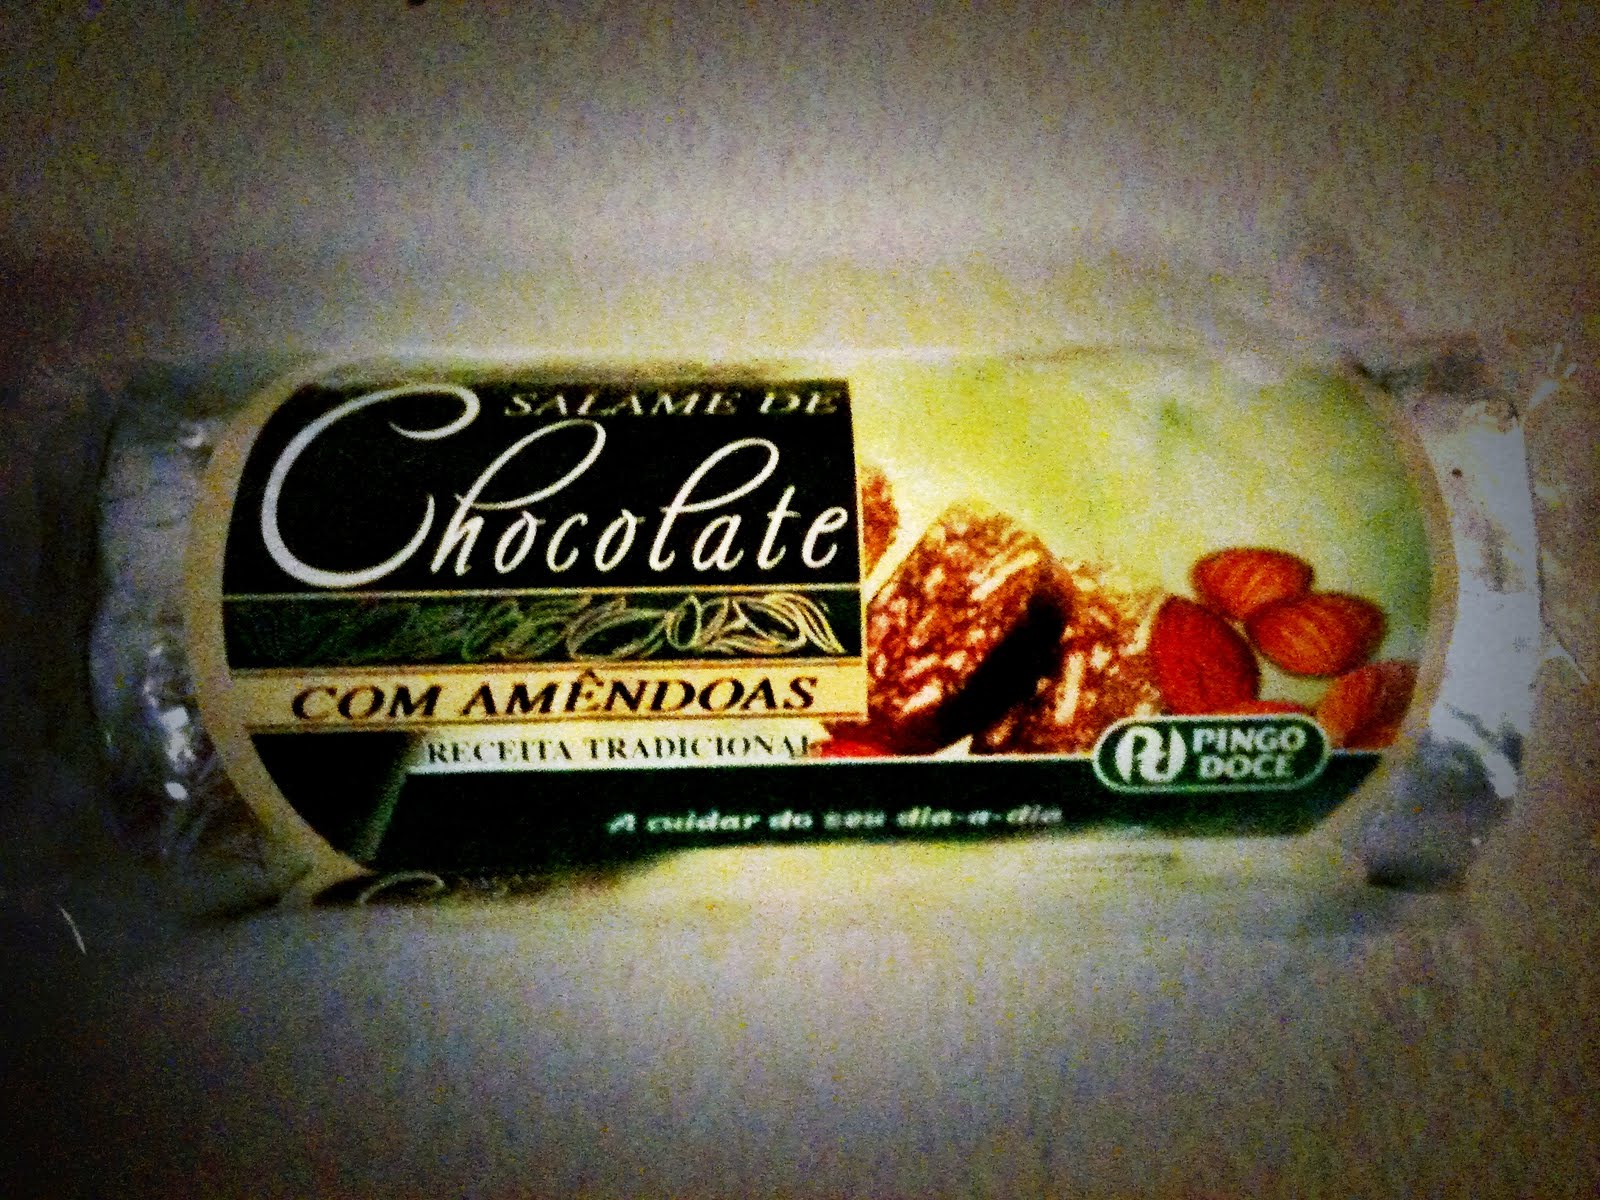 SALAME DE
Chocolate
COM AMÊNDOAS
RECEITA TRADICIONAL
PINGO
DOCE
A cuidar do seu dia-a-dia